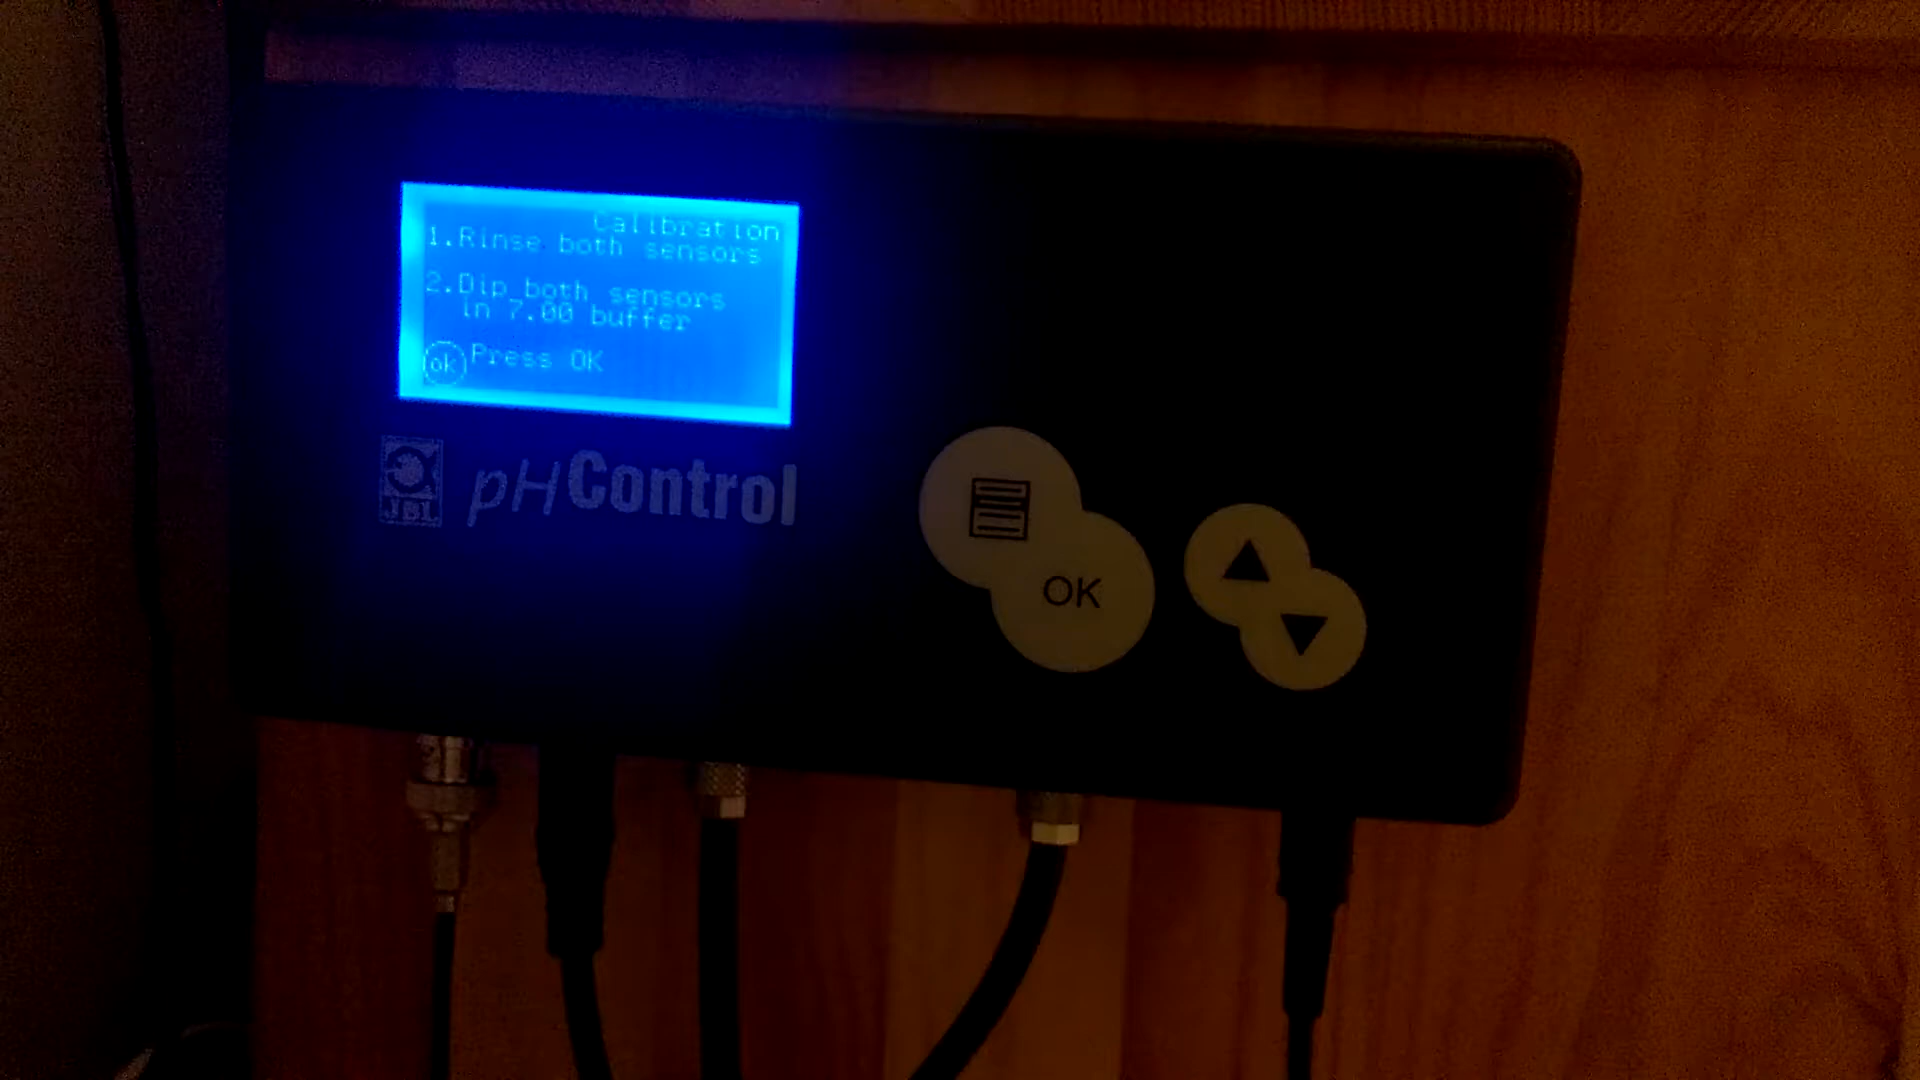 Calibration
1.Rinse both sensors
2.Dip both sensors
in 7.00 buffer
ok Press OK
JBL pHControl
OK